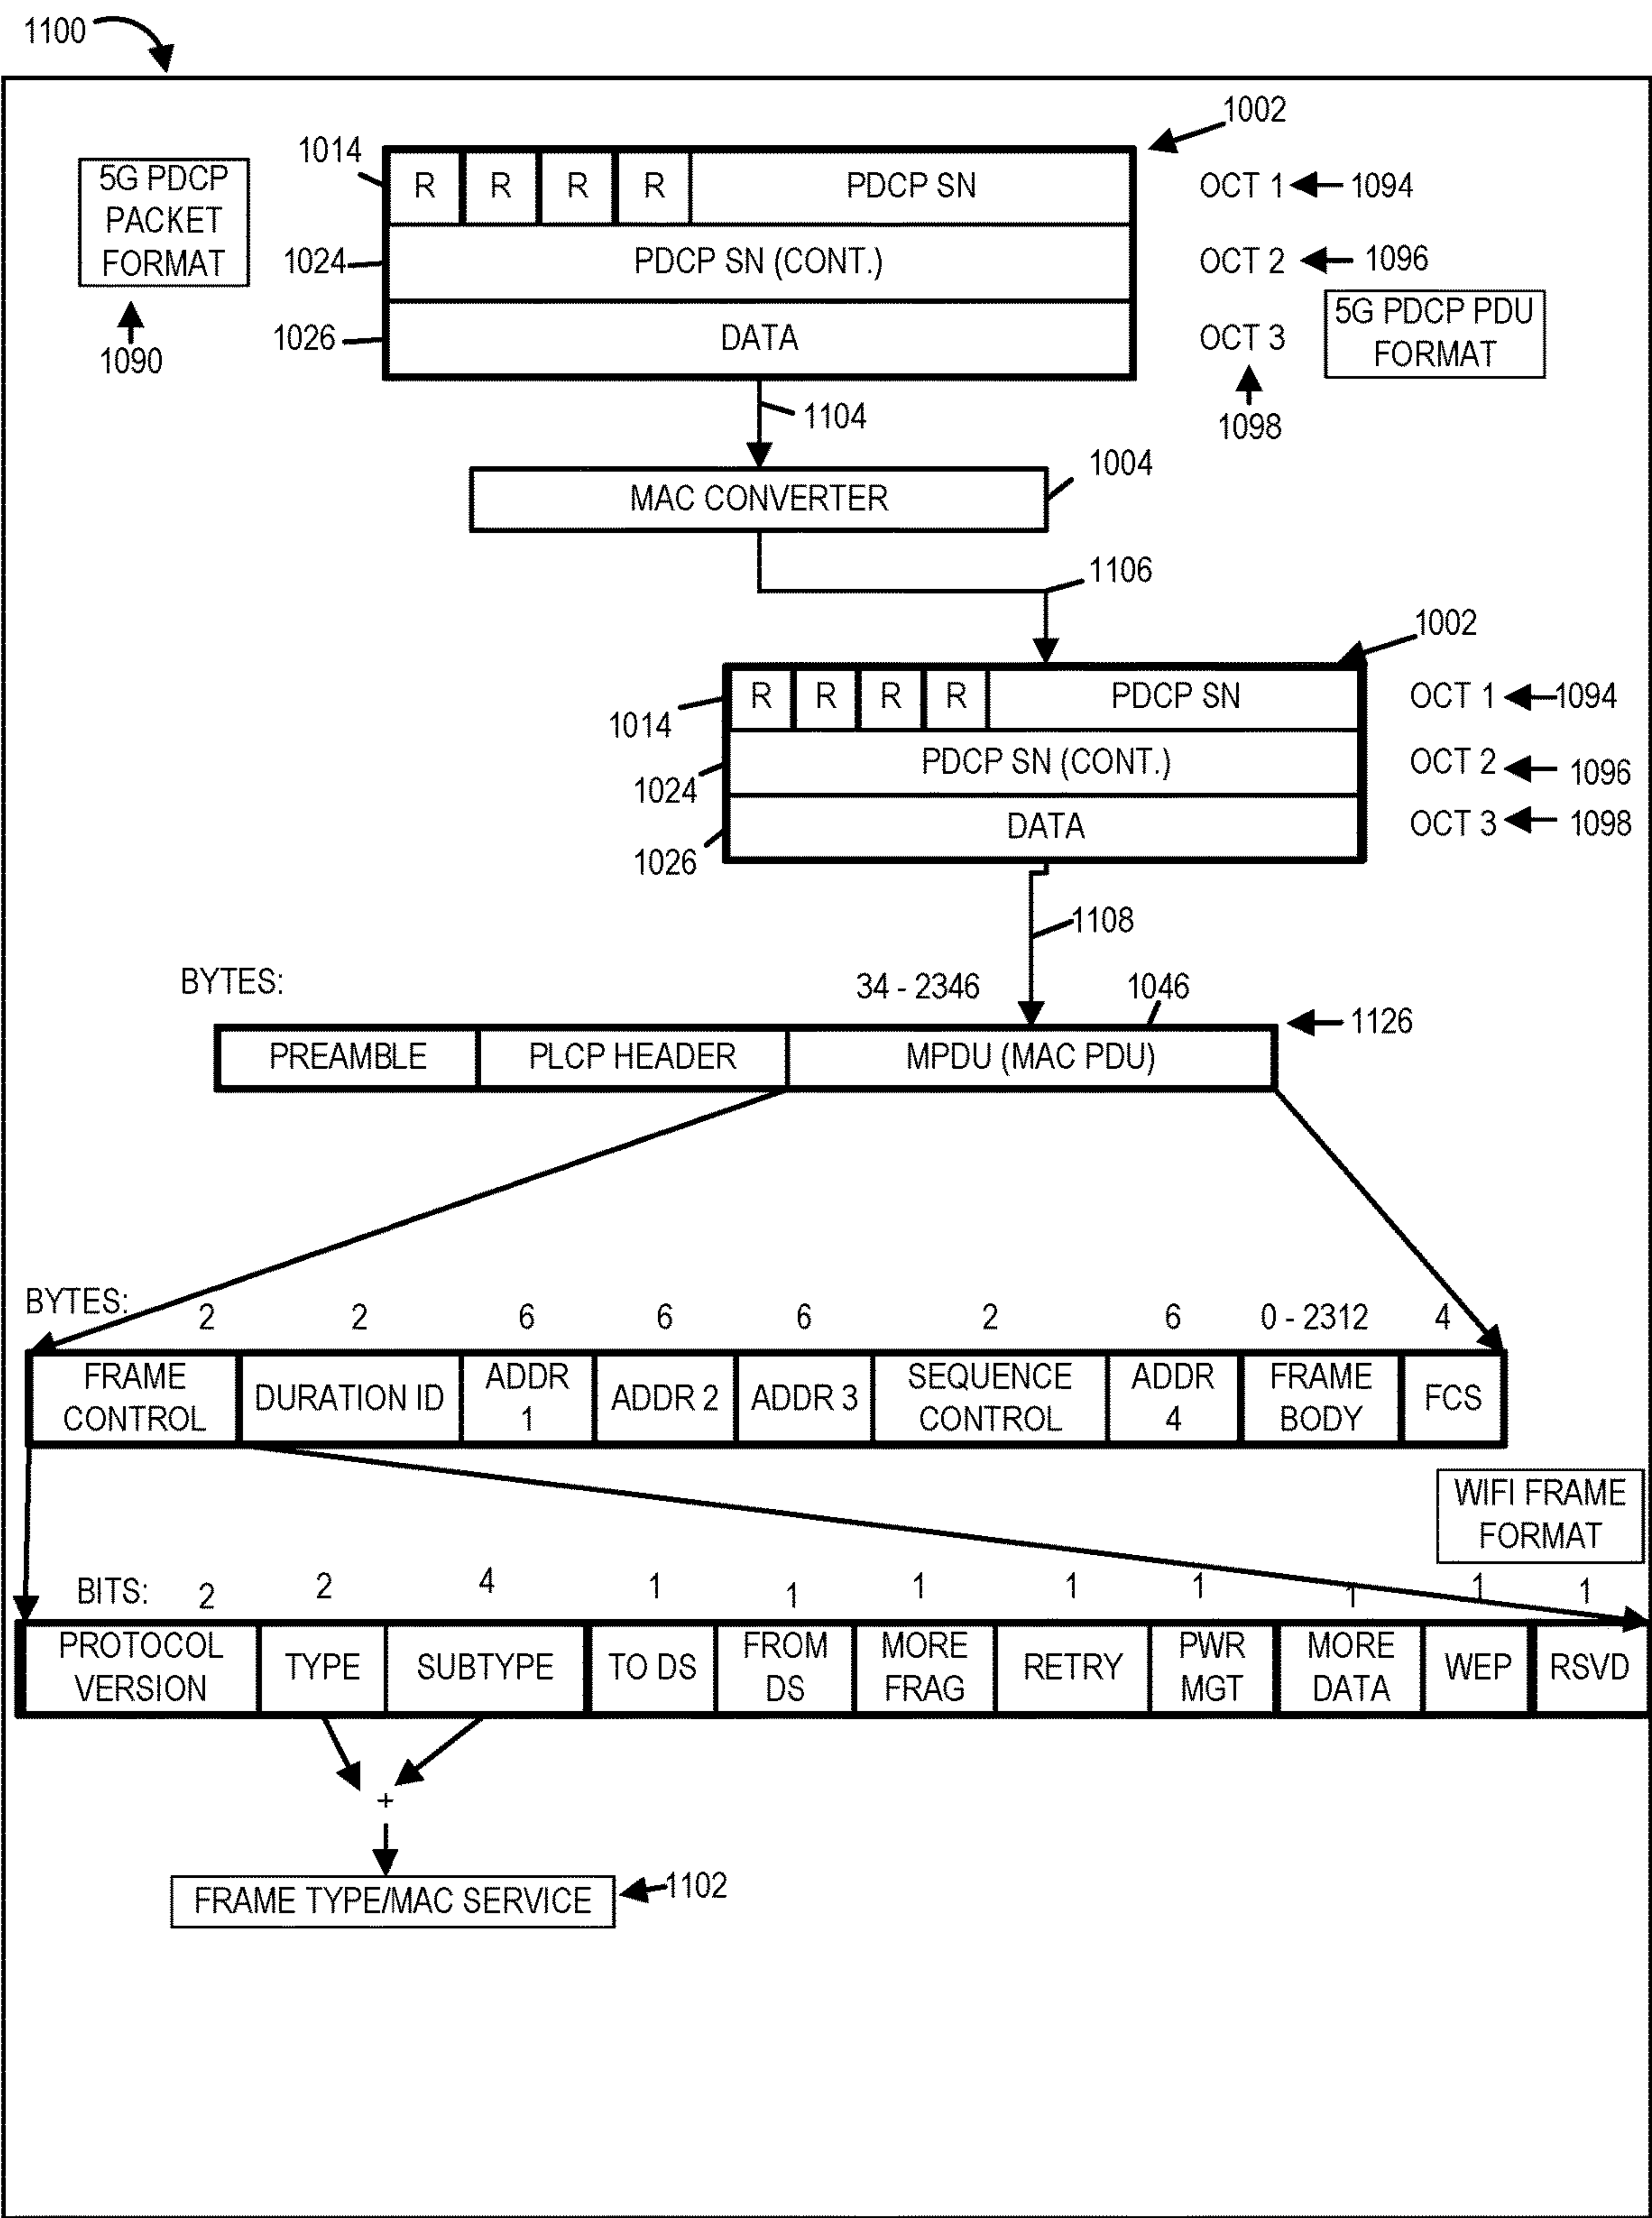 1100
1002
1014
5G PDCP
PACKET
FORMAT
R R R R PDCP SN
OCT 1 1094
1024
PDCP SN (CONT.)
OCT 2 1096
1026
DATA
OCT 3
5G PDCP PDU
FORMAT
1090
1098
1104
MAC CONVERTER
1004
1106
1002
1014
R R R R PDCP SN
OCT 1 1094
1024
PDCP SN (CONT.)
OCT 2 1096
1026
DATA
OCT 3 1098
1108
BYTES: 34 - 2346 1046
1126
PREAMBLE PLCP HEADER MPDU (MAC PDU)
BYTES: 2 2 6 6 6 2 6 0 - 2312 4
FRAME
CONTROL
DURATION ID
ADDR
1
ADDR 2
ADDR 3
SEQUENCE
CONTROL
ADDR
4
FRAME
BODY
FCS
WIFI FRAME
FORMAT
BITS: 2 2 4 1 1 1 1 1 1 1 1
PROTOCOL
VERSION
TYPE
SUBTYPE
TO DS
FROM
DS
MORE
FRAG
RETRY
PWR
MGT
MORE
DATA
WEP
RSVD
+
FRAME TYPE/MAC SERVICE
1102